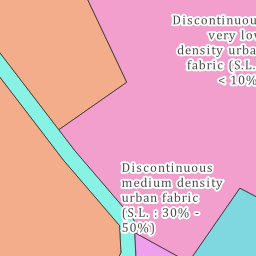 Discontinuous
very low
density urban
fabric (S.L.
< 10%
Discontinuous
medium density
urban fabric
(S.L. : 30% -
50%)